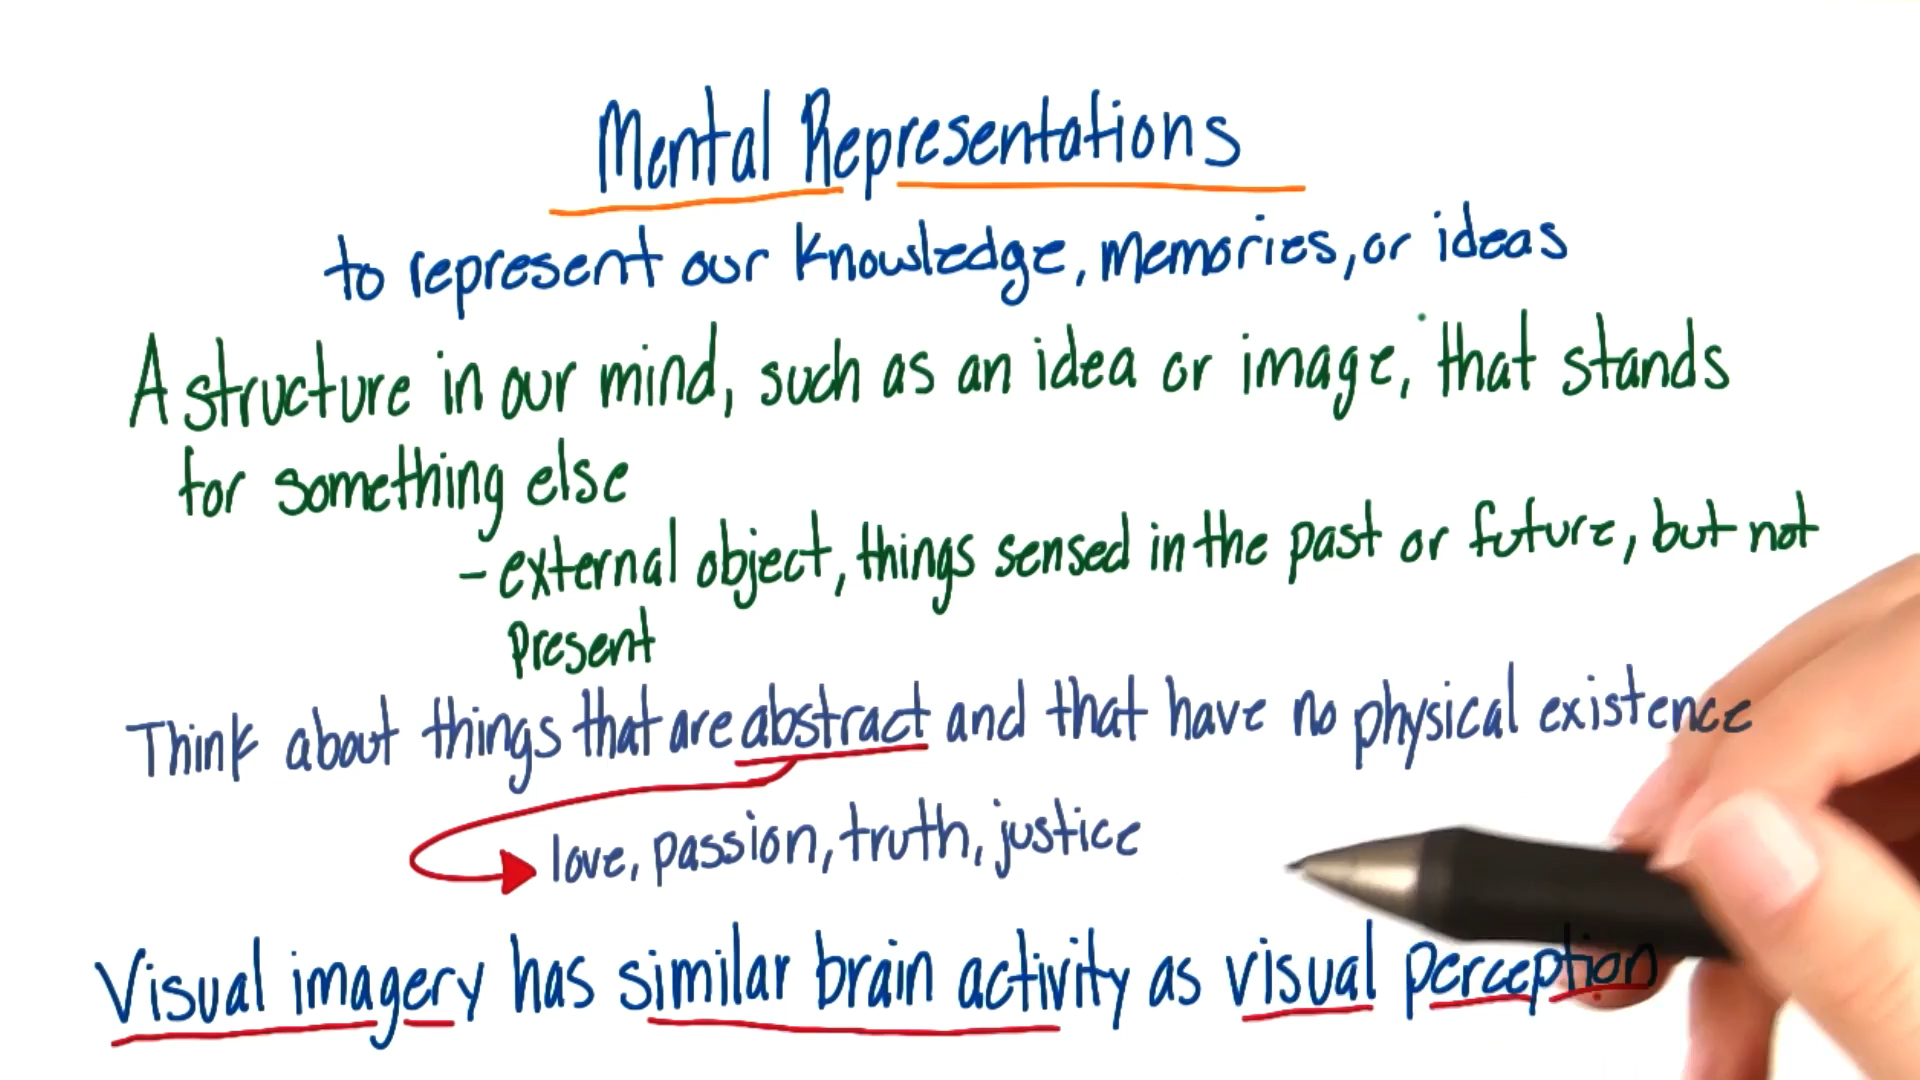 Mental Representations
to represent our knowledge, memories, or ideas
A structure in our mind, such as an idea or image, that stands
for something else
- external object, things sensed in the past or future, but not
present
Think about things that are abstract and that have no physical existence
love, passion, truth, justice
Visual imagery has similar brain activity as visual perception